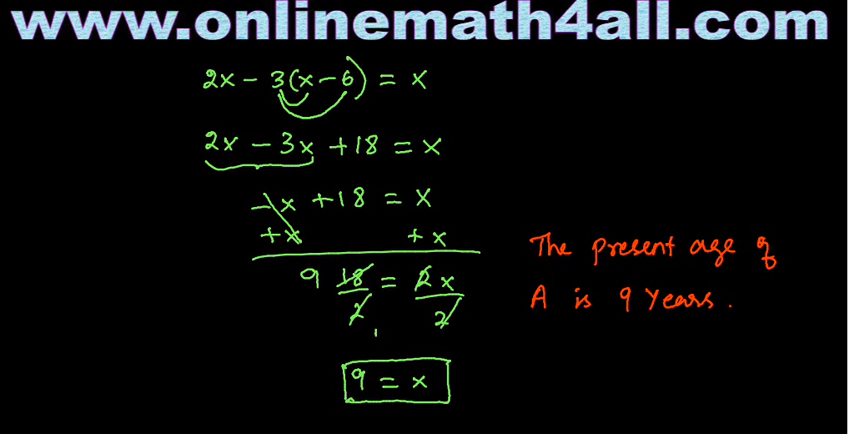 www.onlinemath4all.com
2x - 3(x - 6) = x
2x - 3x + 18 = x
-x + 18 = x
+x +x
9 18/2 = 2x/2
1
9 = x
The present age of
A is 9 Years.